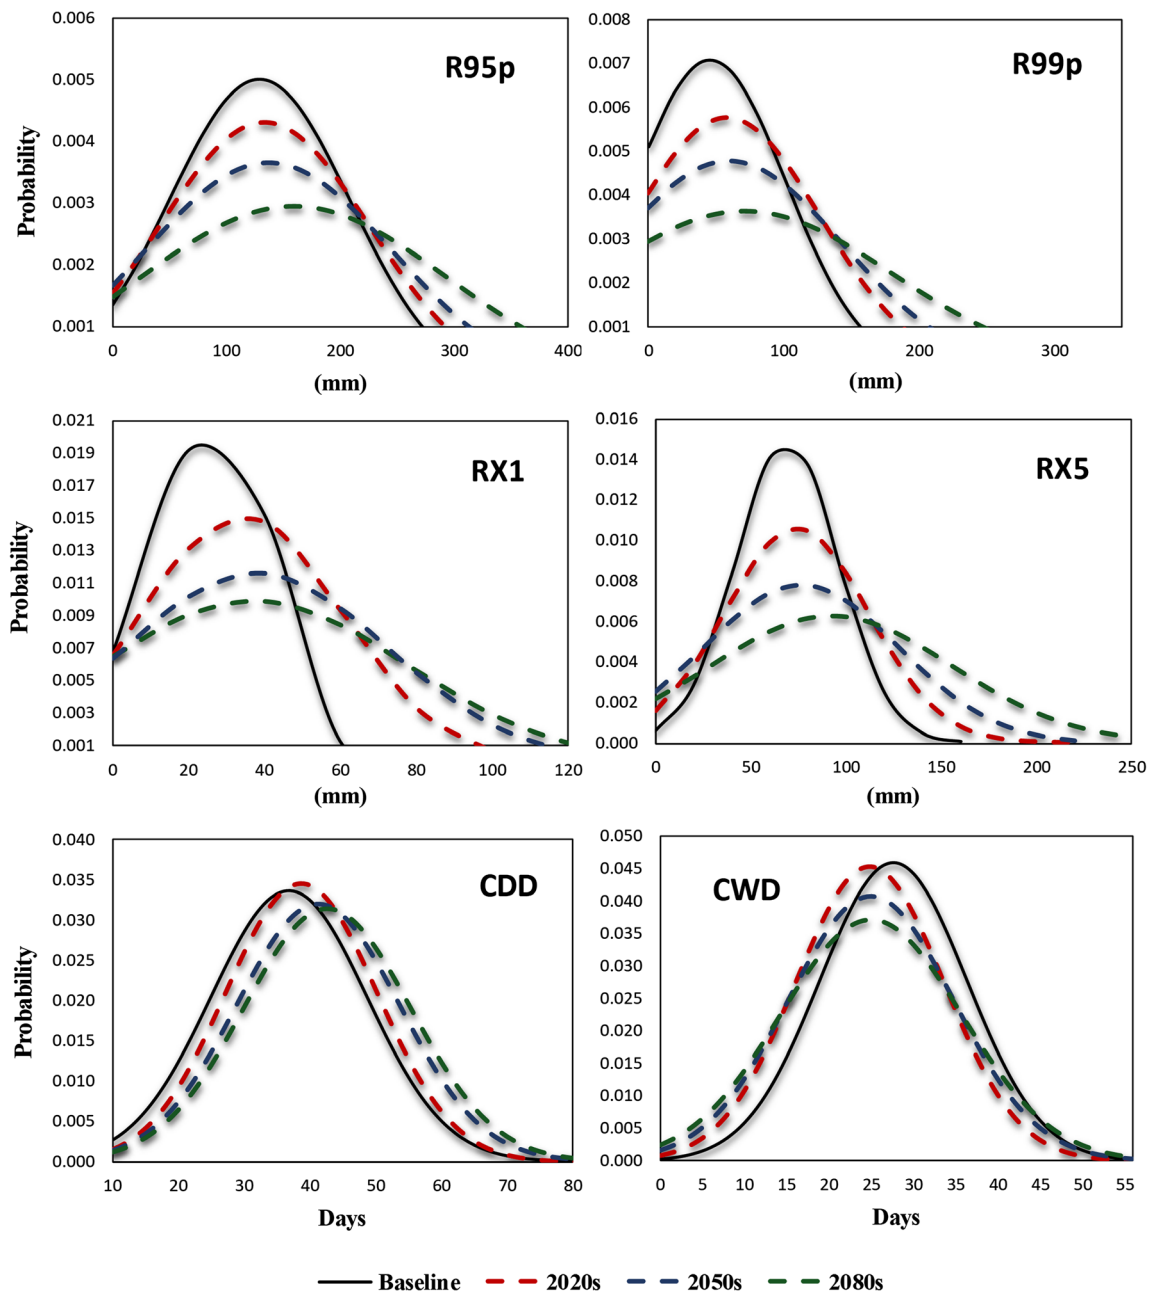 R95p
Probability
0.006
0.005
0.004
0.003
0.002
0.001
0 100 200 300 400
(mm)
R99p
0.008
0.007
0.006
0.005
0.004
0.003
0.002
0.001
0 100 200 300
(mm)
RX1
Probability
0.021
0.019
0.017
0.015
0.013
0.011
0.009
0.007
0.005
0.003
0.001
0 20 40 60 80 100 120
(mm)
RX5
0.016
0.014
0.012
0.010
0.008
0.006
0.004
0.002
0.000
0 50 100 150 200 250
(mm)
CDD
Probability
0.040
0.035
0.030
0.025
0.020
0.015
0.010
0.005
0.000
10 20 30 40 50 60 70 80
Days
CWD
0.050
0.045
0.040
0.035
0.030
0.025
0.020
0.015
0.010
0.005
0.000
0 5 10 15 20 25 30 35 40 45 50 55
Days
Baseline 2020s 2050s 2080s